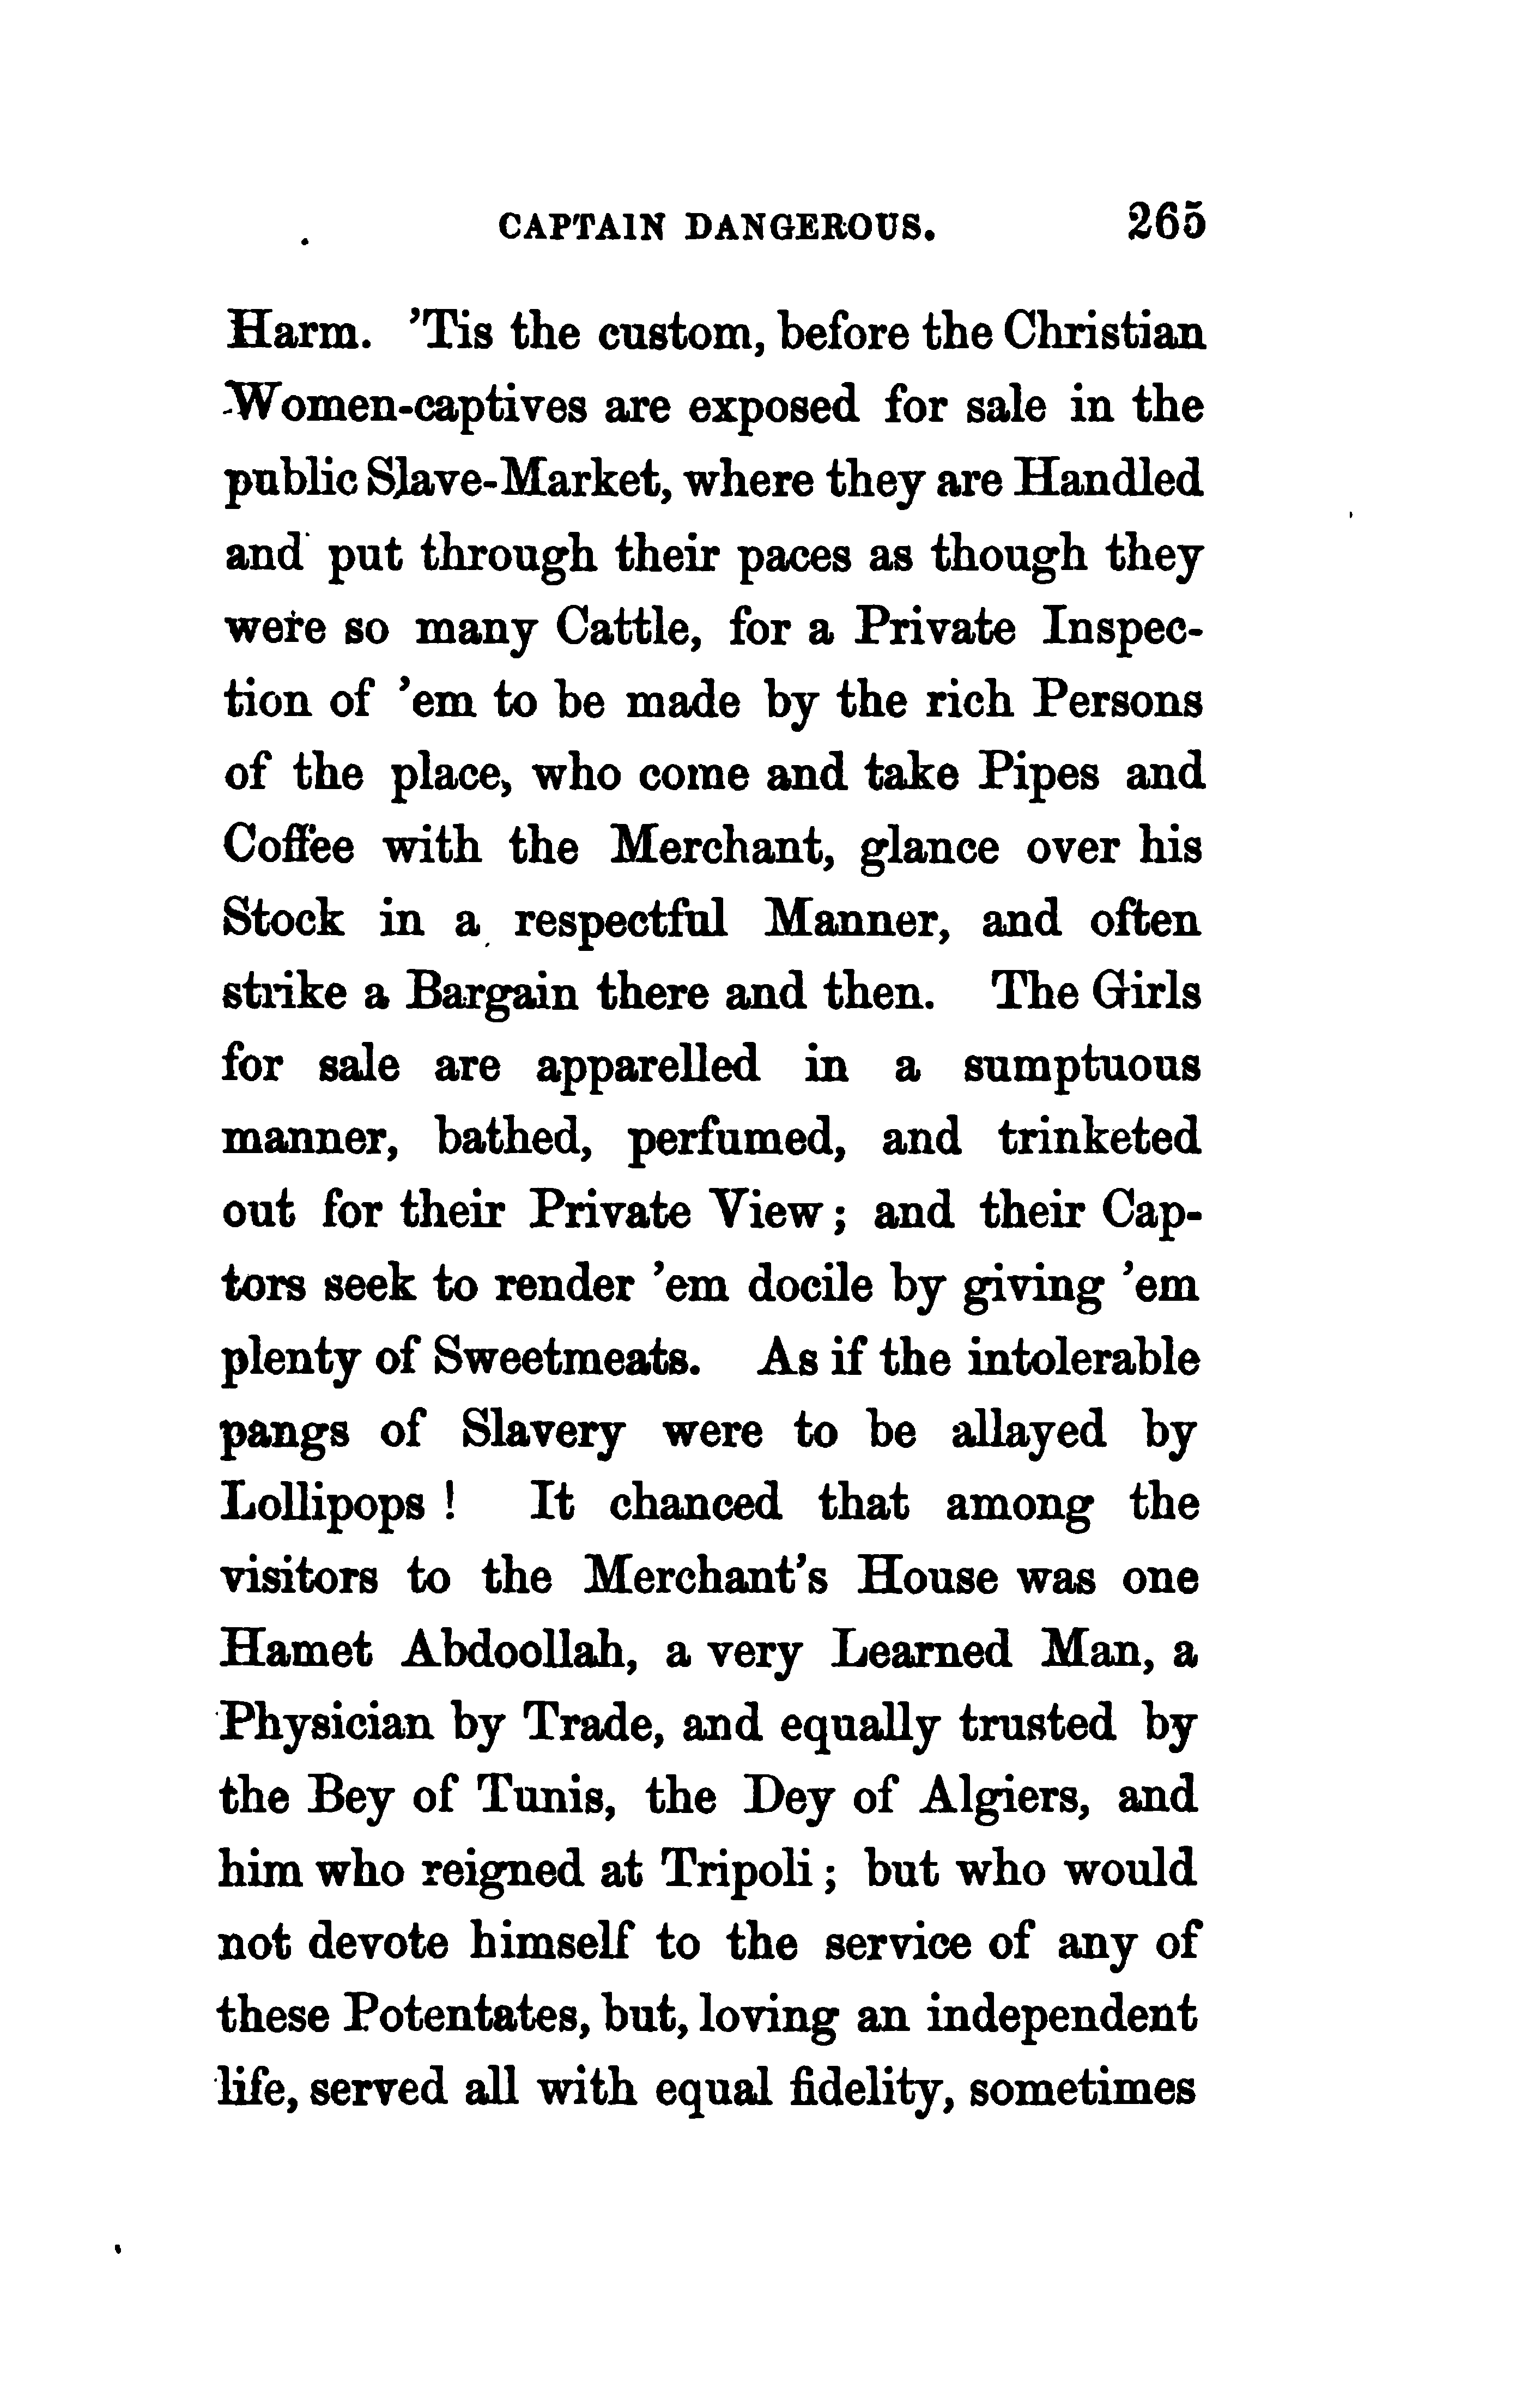 CAPTAIN DANGEROUS. 265
Harm. 'Tis the custom, before the Christian
Women-captives are exposed for sale in the
public Slave-Market, where they are Handled
and put through their paces as though they
were so many Cattle, for a Private Inspec-
tion of 'em to be made by the rich Persons
of the place, who come and take Pipes and
Coffee with the Merchant, glance over his
Stock in a respectful Manner, and often
strike a Bargain there and then. The Girls
for sale are apparelled in a sumptuous
manner, bathed, perfumed, and trinketed
out for their Private View; and their Cap-
tors seek to render 'em docile by giving 'em
plenty of Sweetmeats. As if the intolerable
pangs of Slavery were to be allayed by
Lollipops! It chanced that among the
visitors to the Merchant's House was one
Hamet Abdoollah, a very Learned Man, a
Physician by Trade, and equally trusted by
the Bey of Tunis, the Dey of Algiers, and
him who reigned at Tripoli; but who would
not devote himself to the service of any of
these Potentates, but, loving an independent
life, served all with equal fidelity, sometimes